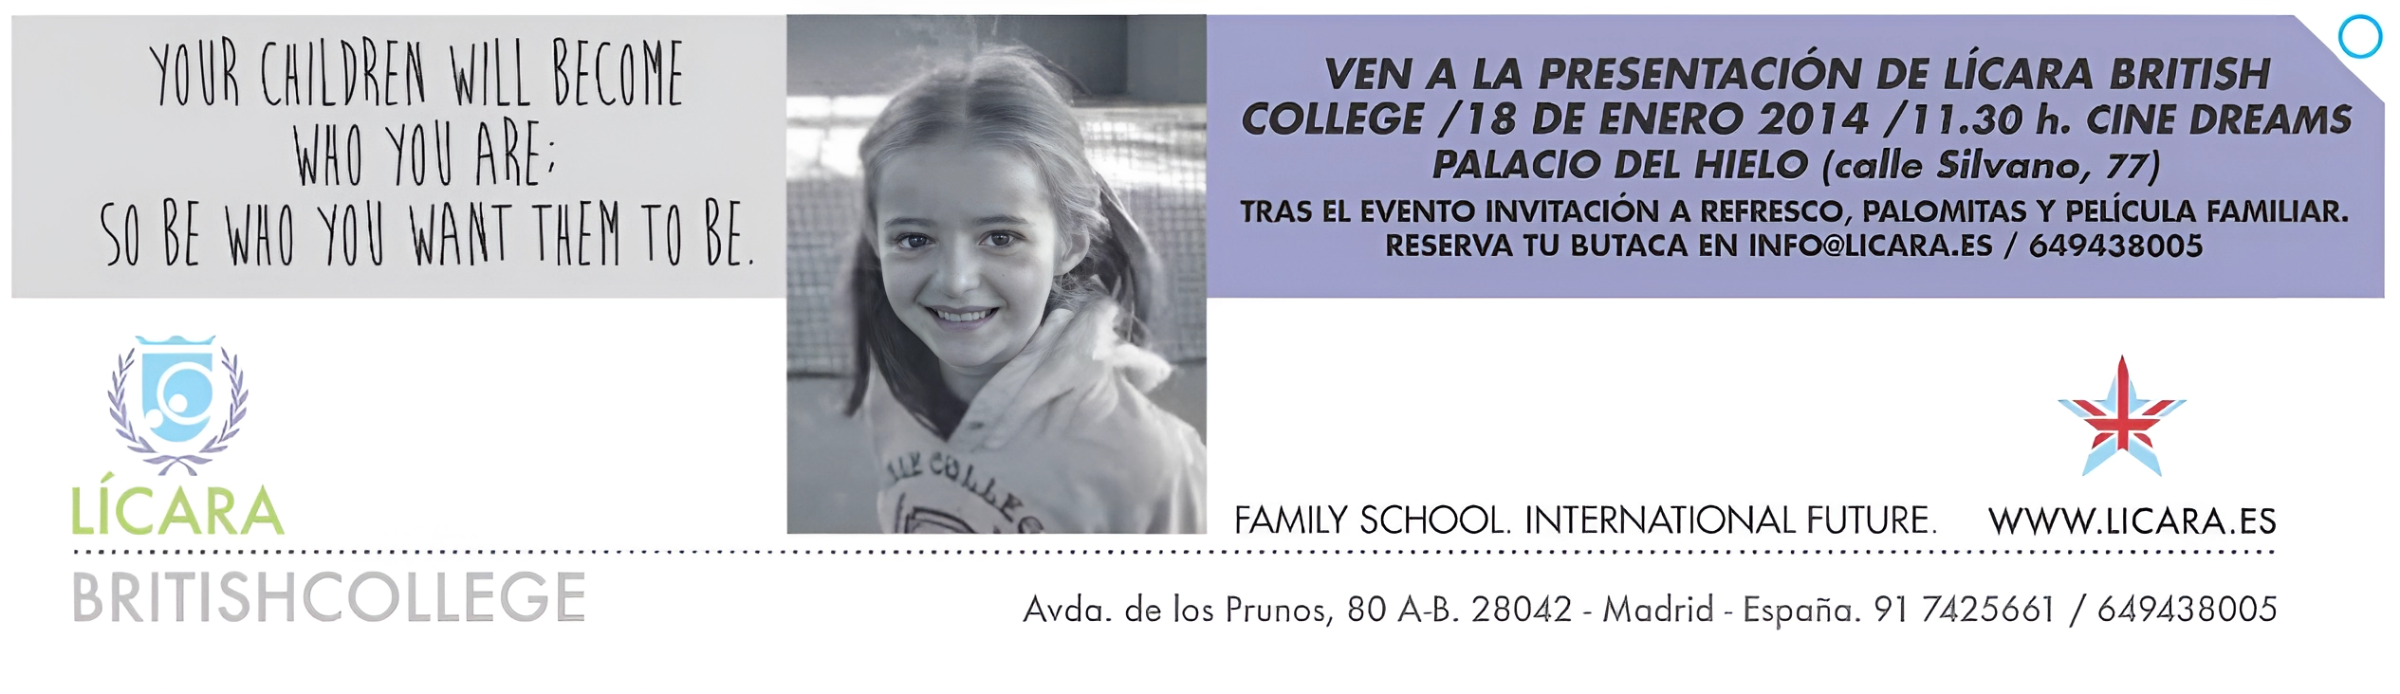 YOUR CHILDREN WILL BECOME
WHO YOU ARE;
SO BE WHO YOU WANT THEM TO BE.
VEN A LA PRESENTACIÓN DE LÍCARA BRITISH
COLLEGE /18 DE ENERO 2014 /11.30 h. CINE DREAMS
PALACIO DEL HIELO (calle Silvano, 77)
TRAS EL EVENTO INVITACIÓN A REFRESCO, PALOMITAS Y PELÍCULA FAMILIAR.
RESERVA TU BUTACA EN INFO@LICARA.ES / 649438005
LÍCARA
BRITISHCOLLEGE
FAMILY SCHOOL. INTERNATIONAL FUTURE. WWW.LICARA.ES
Avda. de los Prunos, 80 A-B. 28042 - Madrid - España. 91 7425661 / 649438005